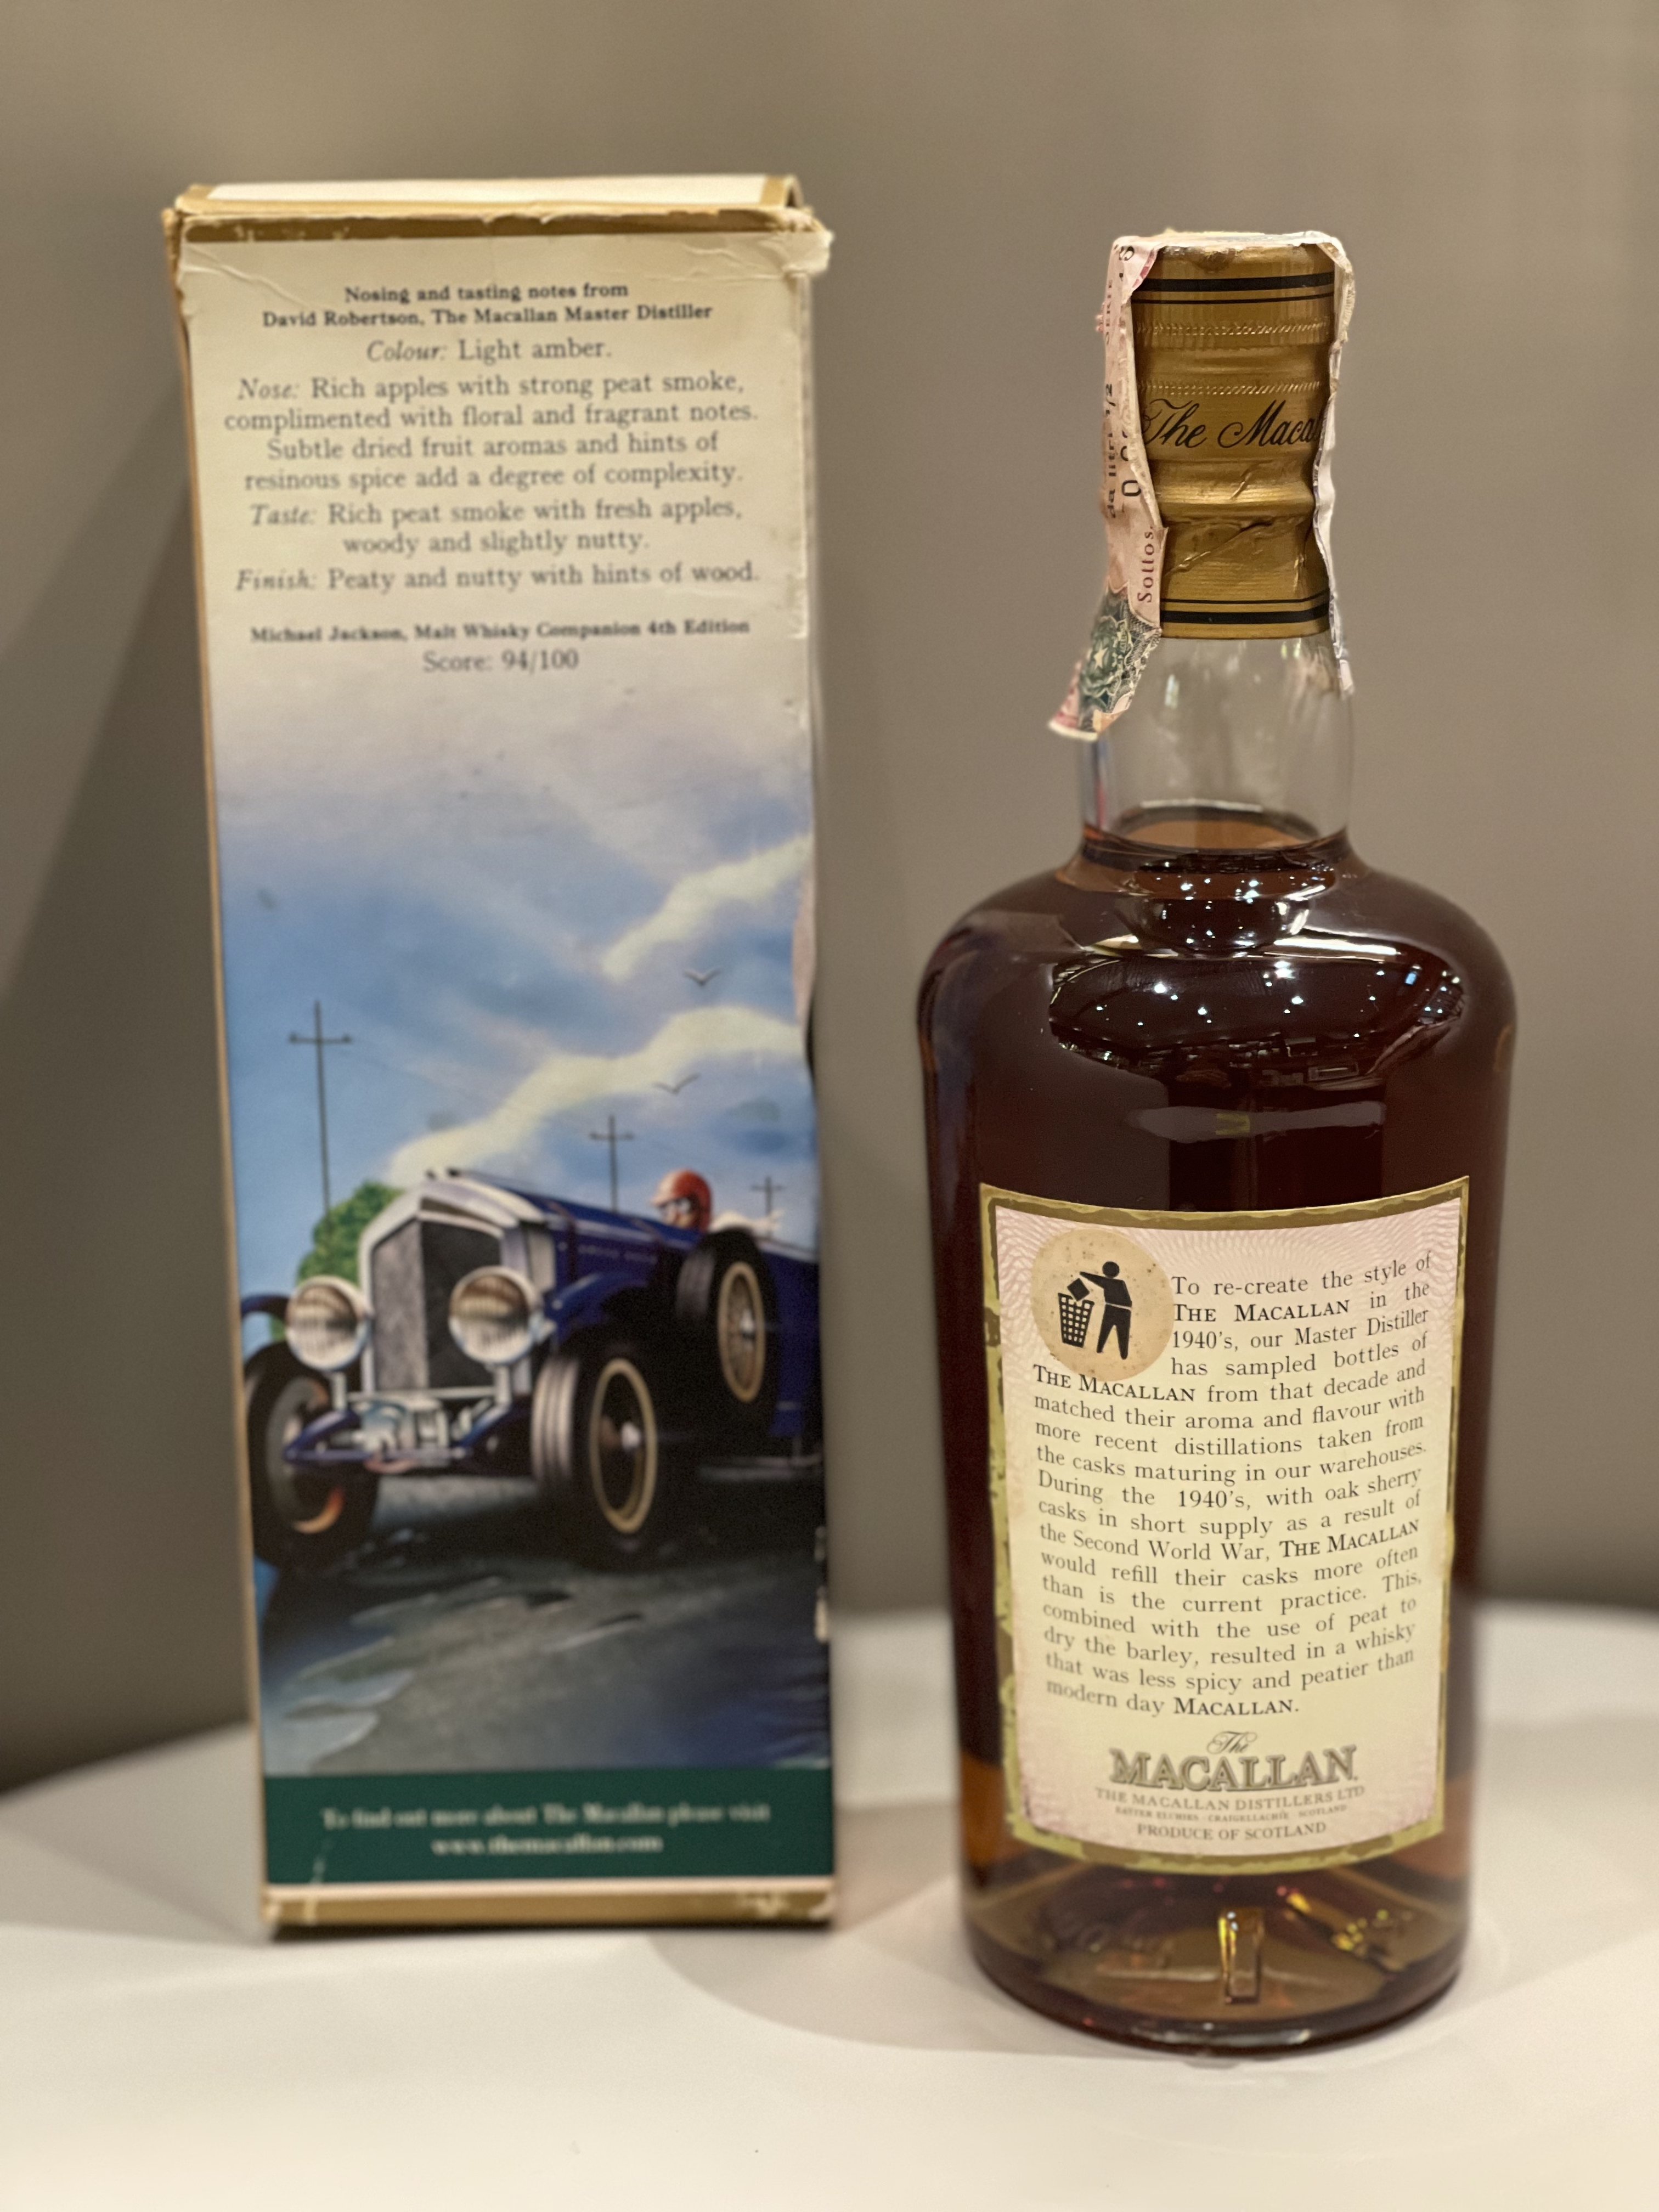 Nosing and tasting notes from
David Robertson, The Macallan Master Distiller
Colour: Light amber.
Nose: Rich apples with strong peat smoke,
complimented with floral and fragrant notes.
Subtle dried fruit aromas and hints of
resinous spice add a degree of complexity.
Taste: Rich peat smoke with fresh apples,
woody and slightly nutty.
Finish: Peaty and nutty with hints of wood.
Michael Jackson, Malt Whisky Companion 4th Edition
Score: 94/100
To find out more about The Macallan please visit
www.themacallan.com
The Macal
Sottos.
To re-create the style of
THE MACALLAN in the
1940's, our Master Distiller
has sampled bottles of
THE MACALLAN from that decade and
matched their aroma and flavour with
more recent distillations taken from
the casks maturing in our warehouses.
During the 1940's, with oak sherry
casks in short supply as a result of
the Second World War, THE MACALLAN
would refill their casks more often
than is the current practice. This,
combined with the use of peat to
dry the barley, resulted in a whisky
that was less spicy and peatier than
modern day MACALLAN.
The
MACALLAN
THE MACALLAN DISTILLERS LTD
EASTER ELCHIES · CRAIGELLACHIE · SCOTLAND
PRODUCE OF SCOTLAND